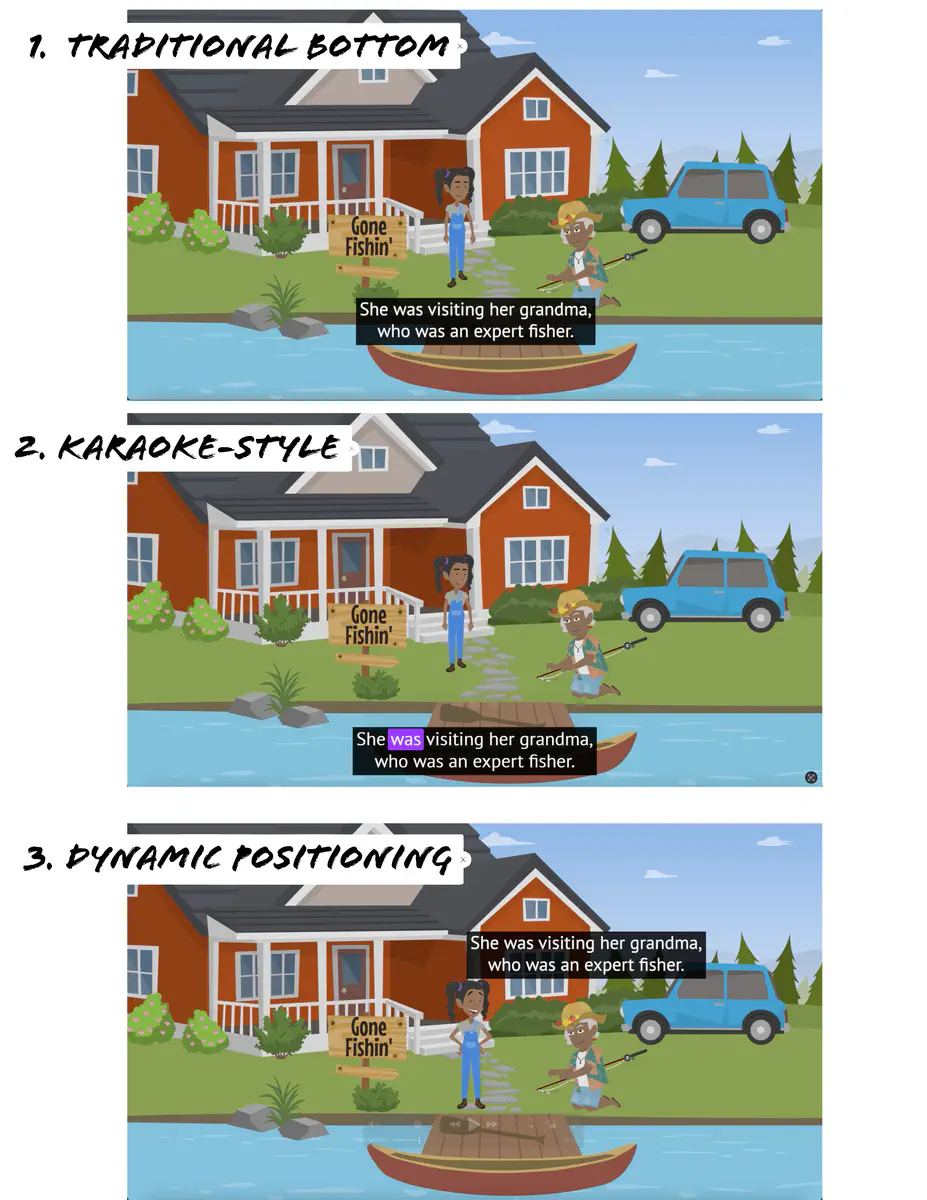 1. TRADITIONAL BOTTOM
Gone
Fishin'
She was visiting her grandma,
who was an expert fisher.
2. KARAOKE-STYLE
Gone
Fishin'
She was visiting her grandma,
who was an expert fisher.
3. DYNAMIC POSITIONING
She was visiting her grandma,
who was an expert fisher.
Gone
Fishin'